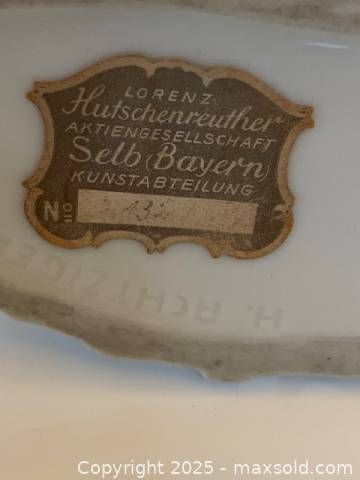 LORENZ
Hutschenreuther
AKTIENGESELLSCHAFT
Selb (Bayern)
KUNSTABTEILUNG
No
H. ACHTZIGER
Copyright © 2025 - maxsold.com